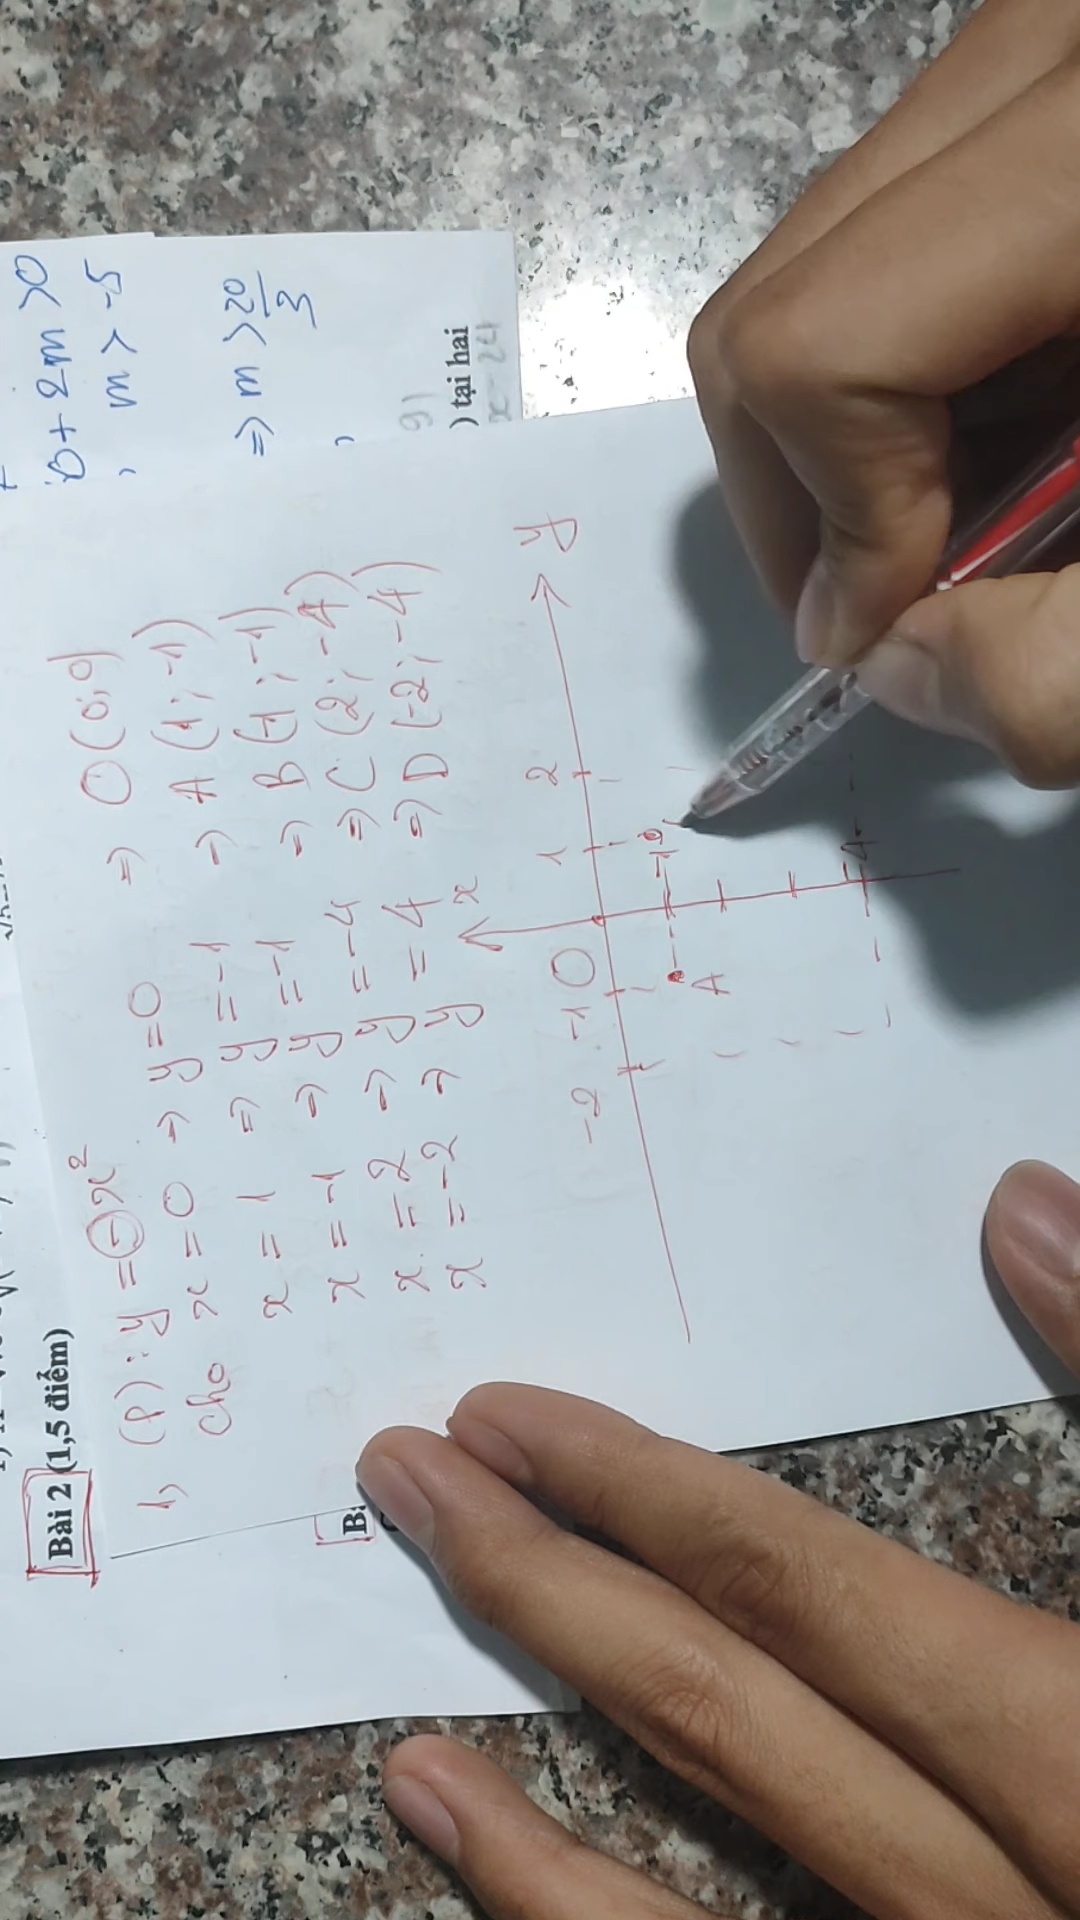 0 + 2m > 0
, m > -5
=> m > 20/3
,
) tại hai
Bài 2 (1,5 điểm)
1, (P): y = -x²
Cho x = 0 => y = 0 => O (0;0)
x = 1 => y = -1 => A (1; -1)
x = -1 => y = -1 => B (-1; -1)
x = 2 => y = -4 => C (2; -4)
x = -2 => y = 4 => D (-2; -4)
x
y
-2 -1 O 1 2
-1
A
-4